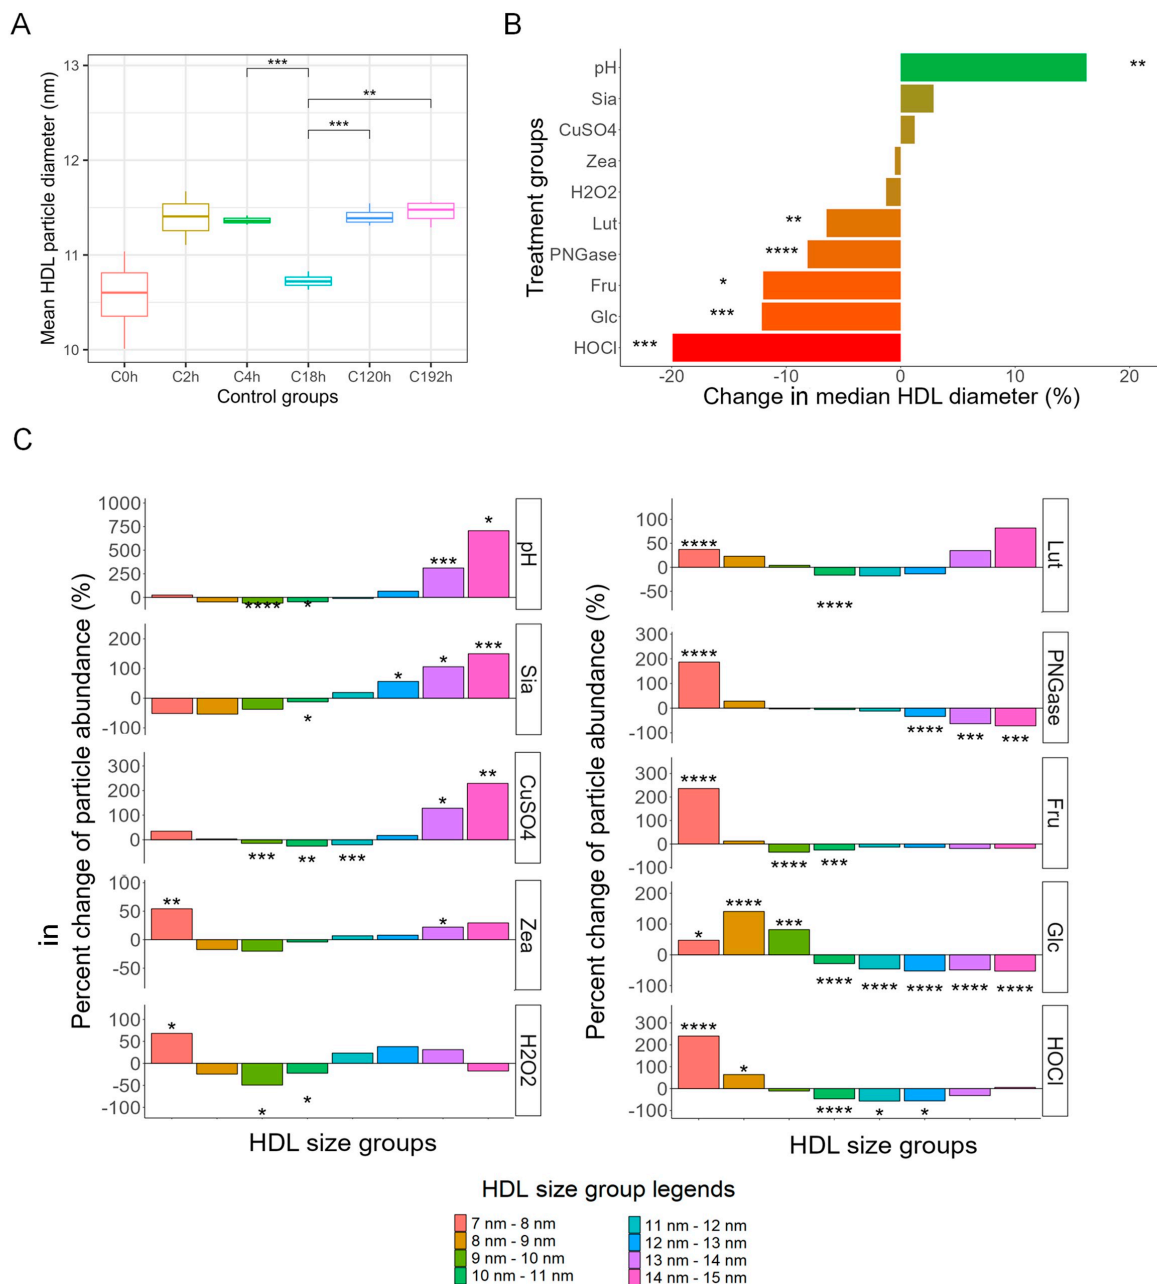 A
Mean HDL particle diameter (nm)
13
12
11
10
***
**
***
C0h C2h C4h C18h C120h C192h
Control groups
B
Treatment groups
pH **
Sia
CuSO4
Zea
H2O2
Lut **
PNGase ****
Fru *
Glc ***
HOCl ***
-20 -10 0 10 20
Change in median HDL diameter (%)
C
in
Percent change of particle abundance (%)
1000
750
500
250
0
**** * *** *
pH
200
100
0
-100
* * * ***
Sia
300
200
100
0
*** ** *** * **
CuSO4
100
50
0
-50
** *
Zea
100
50
0
-50
-100
* * *
H2O2
HDL size groups
Percent change of particle abundance (%)
100
50
0
-50
**** ****
Lut
300
200
100
0
-100
**** **** *** ***
PNGase
300
200
100
0
-100
**** **** ***
Fru
200
100
0
-100
* **** *** **** **** **** **** ****
Glc
300
200
100
0
-100
**** * **** * *
HOCl
HDL size groups
HDL size group legends
7 nm - 8 nm
8 nm - 9 nm
9 nm - 10 nm
10 nm - 11 nm
11 nm - 12 nm
12 nm - 13 nm
13 nm - 14 nm
14 nm - 15 nm